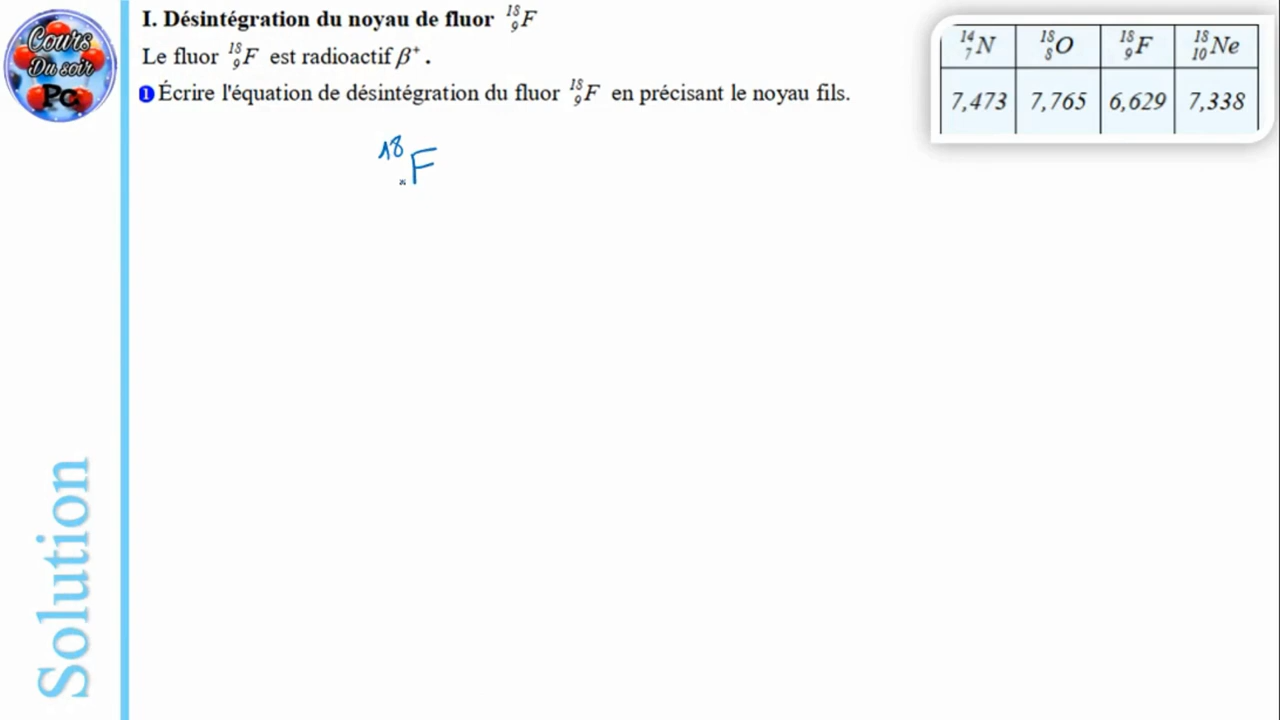 Cours
Du soir
PC
I. Désintégration du noyau de fluor ¹⁸₉F
Le fluor ¹⁸₉F est radioactif β⁺ .
❶ Écrire l'équation de désintégration du fluor ¹⁸₉F en précisant le noyau fils.
¹⁴₇N ¹⁸₈O ¹⁸₉F ¹⁸₁₀Ne
7,473 7,765 6,629 7,338
¹⁸F
Solution